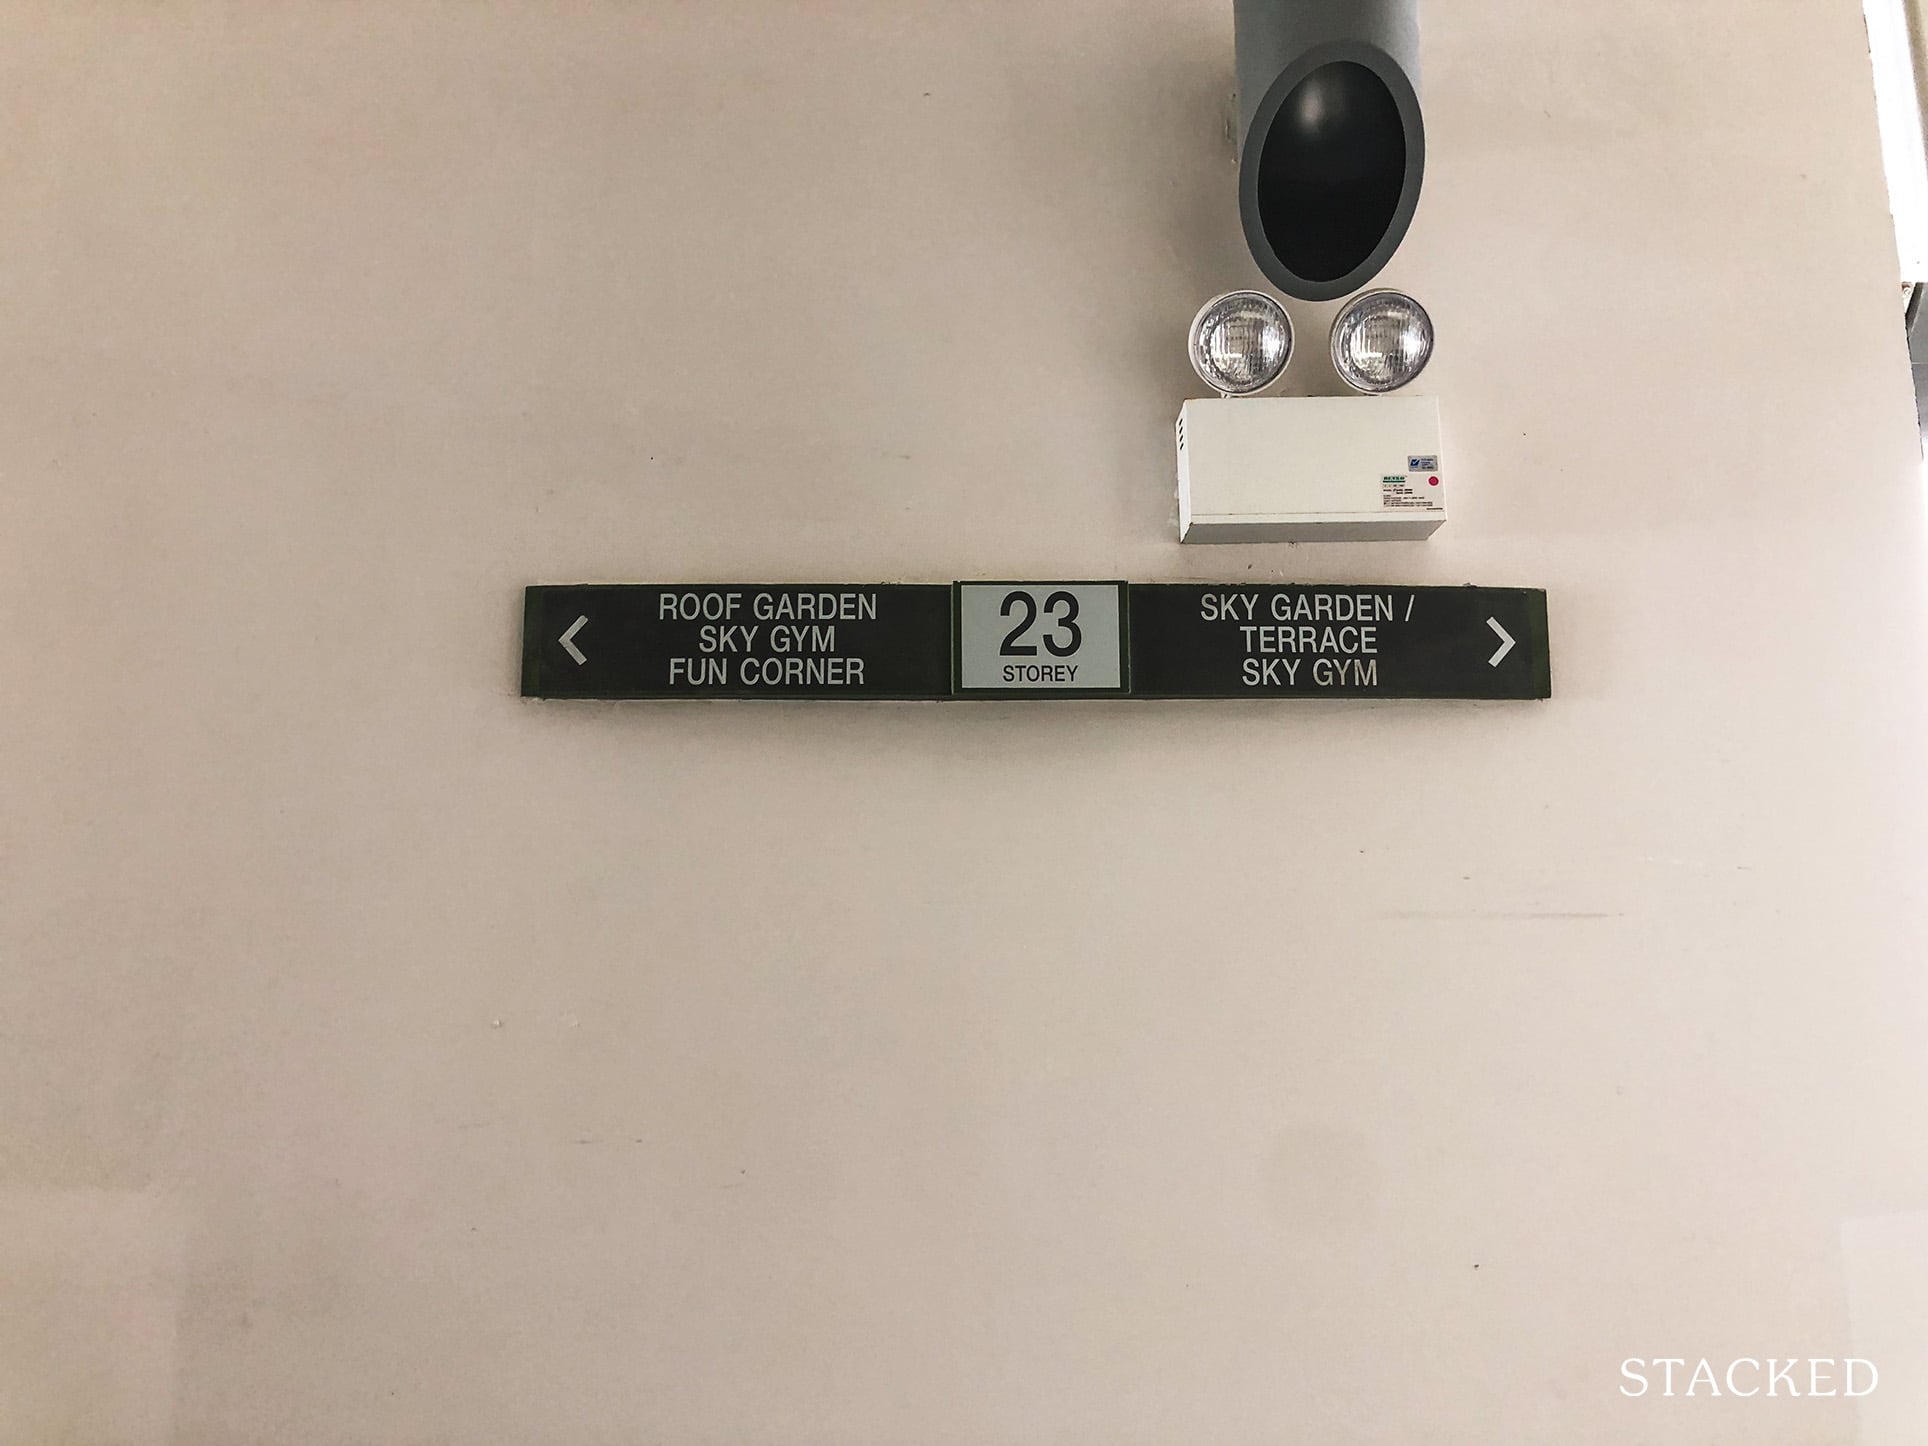 ROOF GARDEN
SKY GYM
FUN CORNER
23
STOREY
SKY GARDEN /
TERRACE
SKY GYM
STACKED